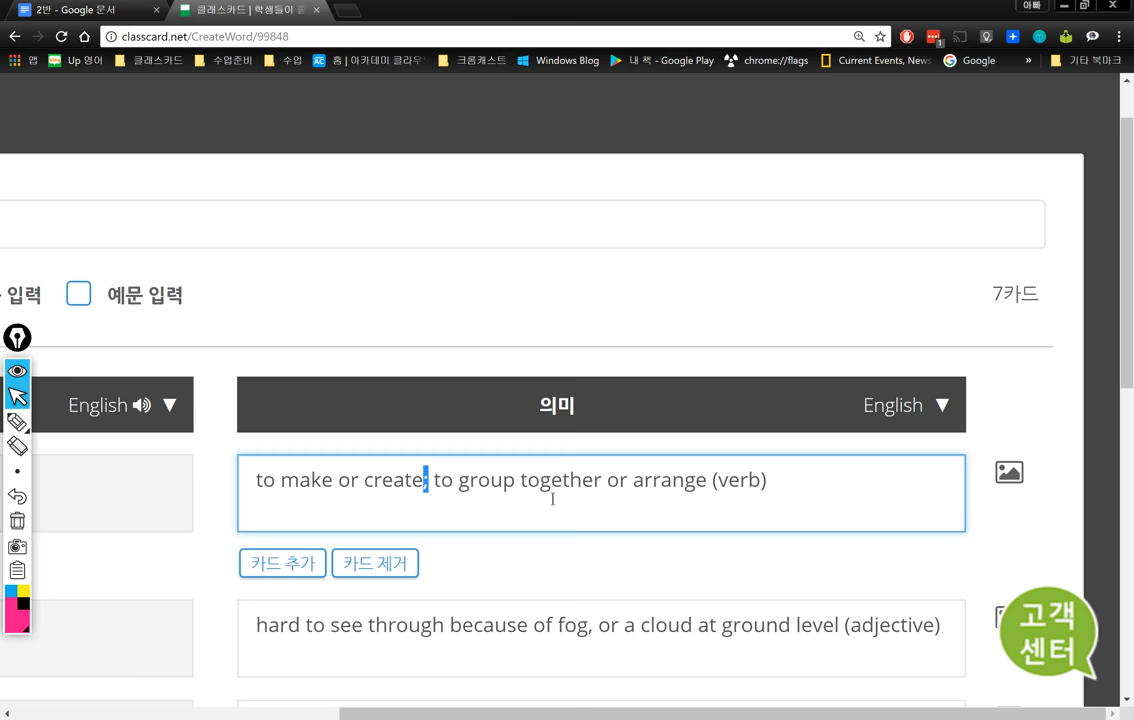 2반 - Google 문서
클래스카드 | 학생들이 줄
아빠
classcard.net/CreateWord/99848
1
앱
Up 영어
클래스카드
수업준비
수업
AC
홈 | 아카데미 클라우
크롬캐스트
Windows Blog
내 책 - Google Play
chrome://flags
Current Events, News
Google
»
기타 북마크
입력
예문 입력
7카드
English
의미
English
to make or create; to group together or arrange (verb)
카드 추가
카드 제거
hard to see through because of fog, or a cloud at ground level (adjective)
고객
센터